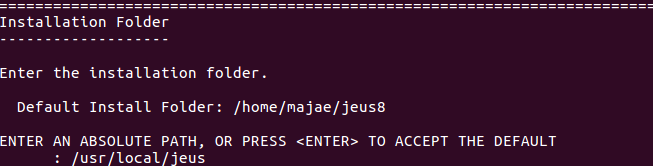 ================================================================================
Installation Folder
-------------------
Enter the installation folder.
Default Install Folder: /home/majae/jeus8
ENTER AN ABSOLUTE PATH, OR PRESS <ENTER> TO ACCEPT THE DEFAULT
: /usr/local/jeus